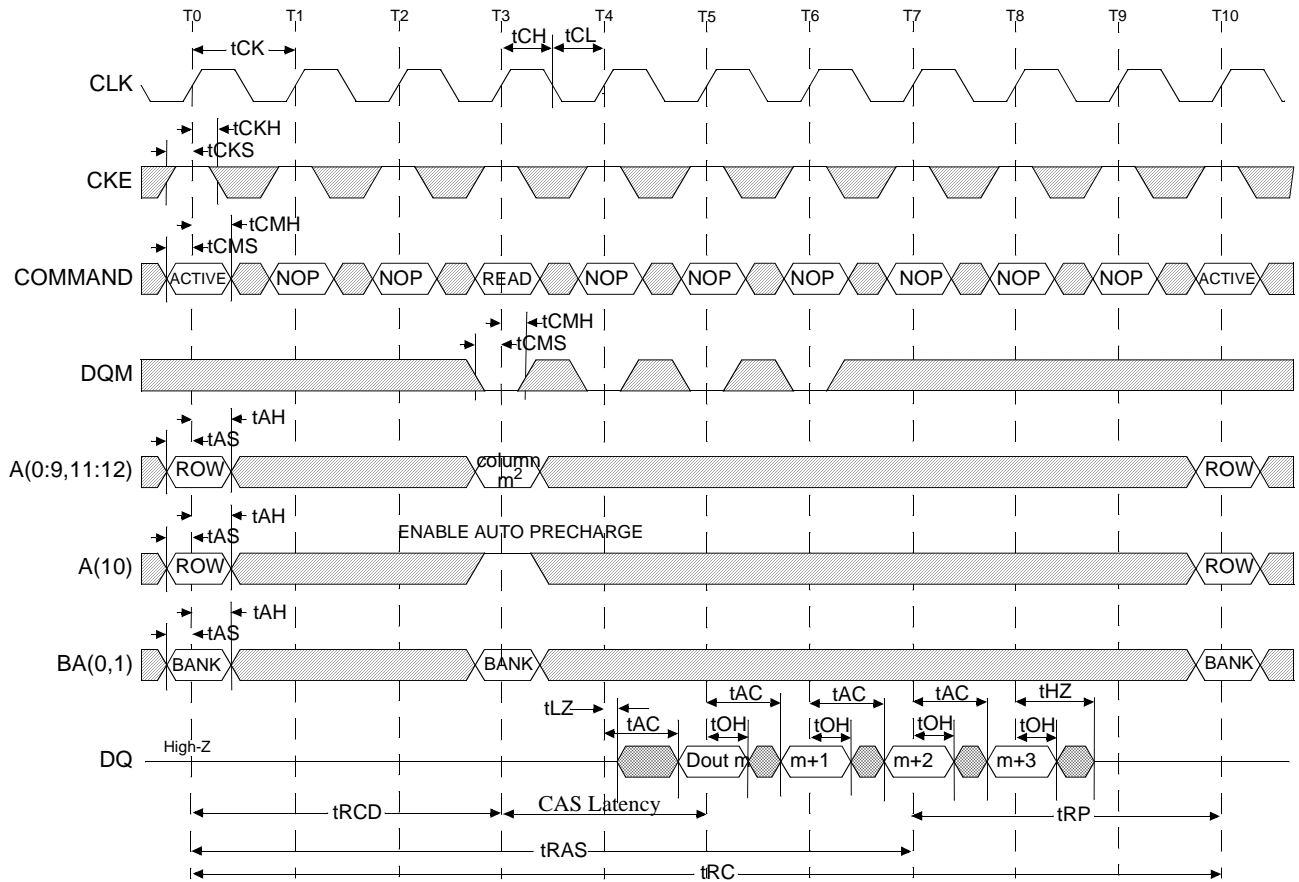 T0 T1 T2 T3 T4 T5 T6 T7 T8 T9 T10
tCK tCH tCL
CLK
tCKH
tCKS
CKE
tCMH
tCMS
COMMAND ACTIVE NOP NOP READ NOP NOP NOP NOP NOP NOP ACTIVE
tCMH
tCMS
DQM
tAH
tAS
A(0:9,11:12) ROW column m2 ROW
tAH
tAS ENABLE AUTO PRECHARGE
A(10) ROW ROW
tAH
tAS
BA(0,1) BANK BANK BANK
tLZ tAC tAC tAC tAC tHZ
tOH tOH tOH tOH
DQ High-Z Dout m m+1 m+2 m+3
tRCD CAS Latency tRP
tRAS
tRC